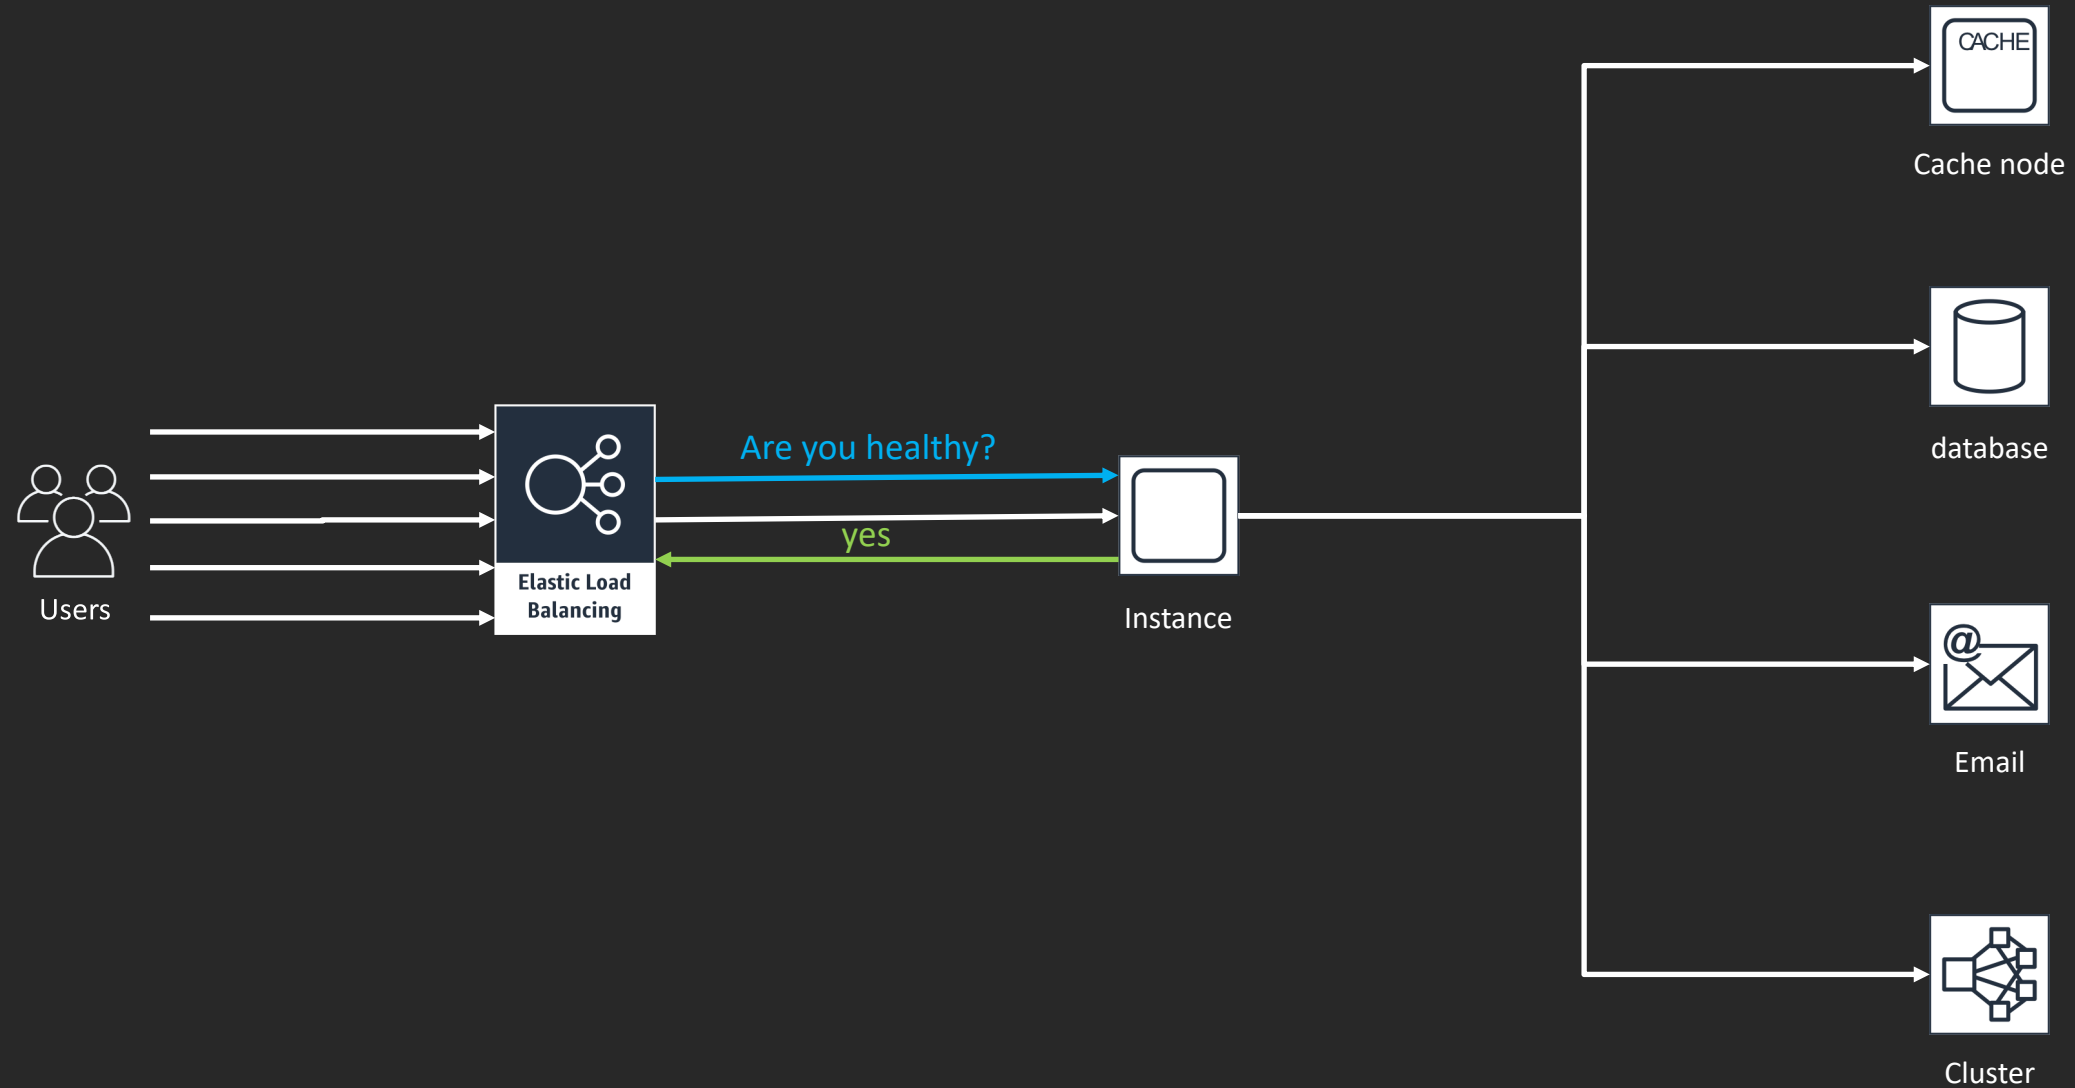 CACHE
Cache node
database
Are you healthy?
yes
@
Elastic Load
Balancing
Users
Instance
Email
Cluster